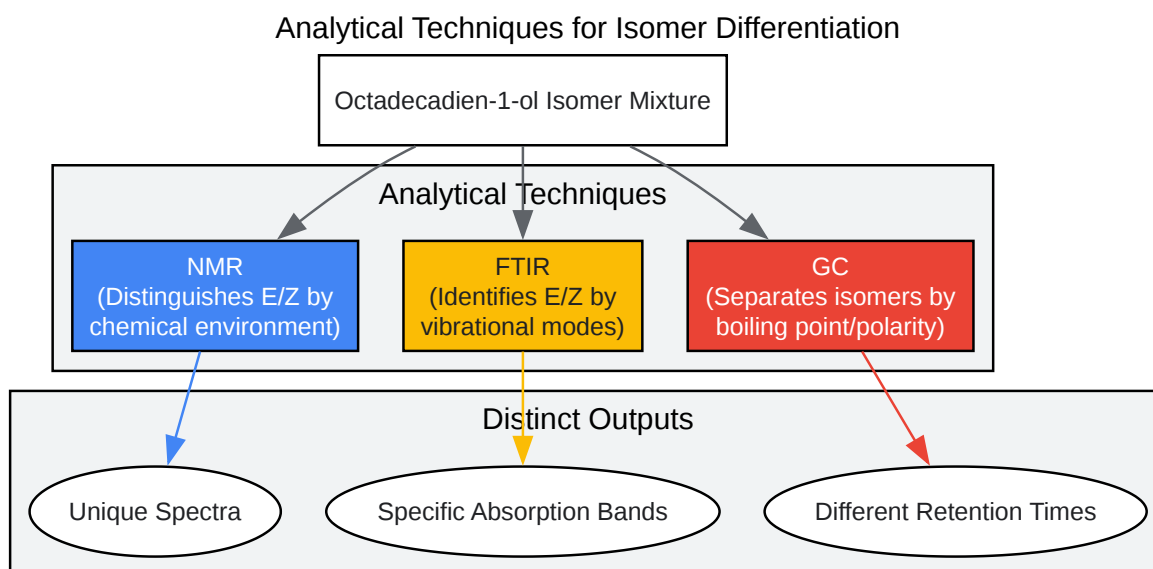 Analytical Techniques for Isomer Differentiation
Octadecadien-1-ol Isomer Mixture
Analytical Techniques
NMR
(Distinguishes E/Z by
chemical environment)
FTIR
(Identifies E/Z by
vibrational modes)
GC
(Separates isomers by
boiling point/polarity)
Distinct Outputs
Unique Spectra
Specific Absorption Bands
Different Retention Times